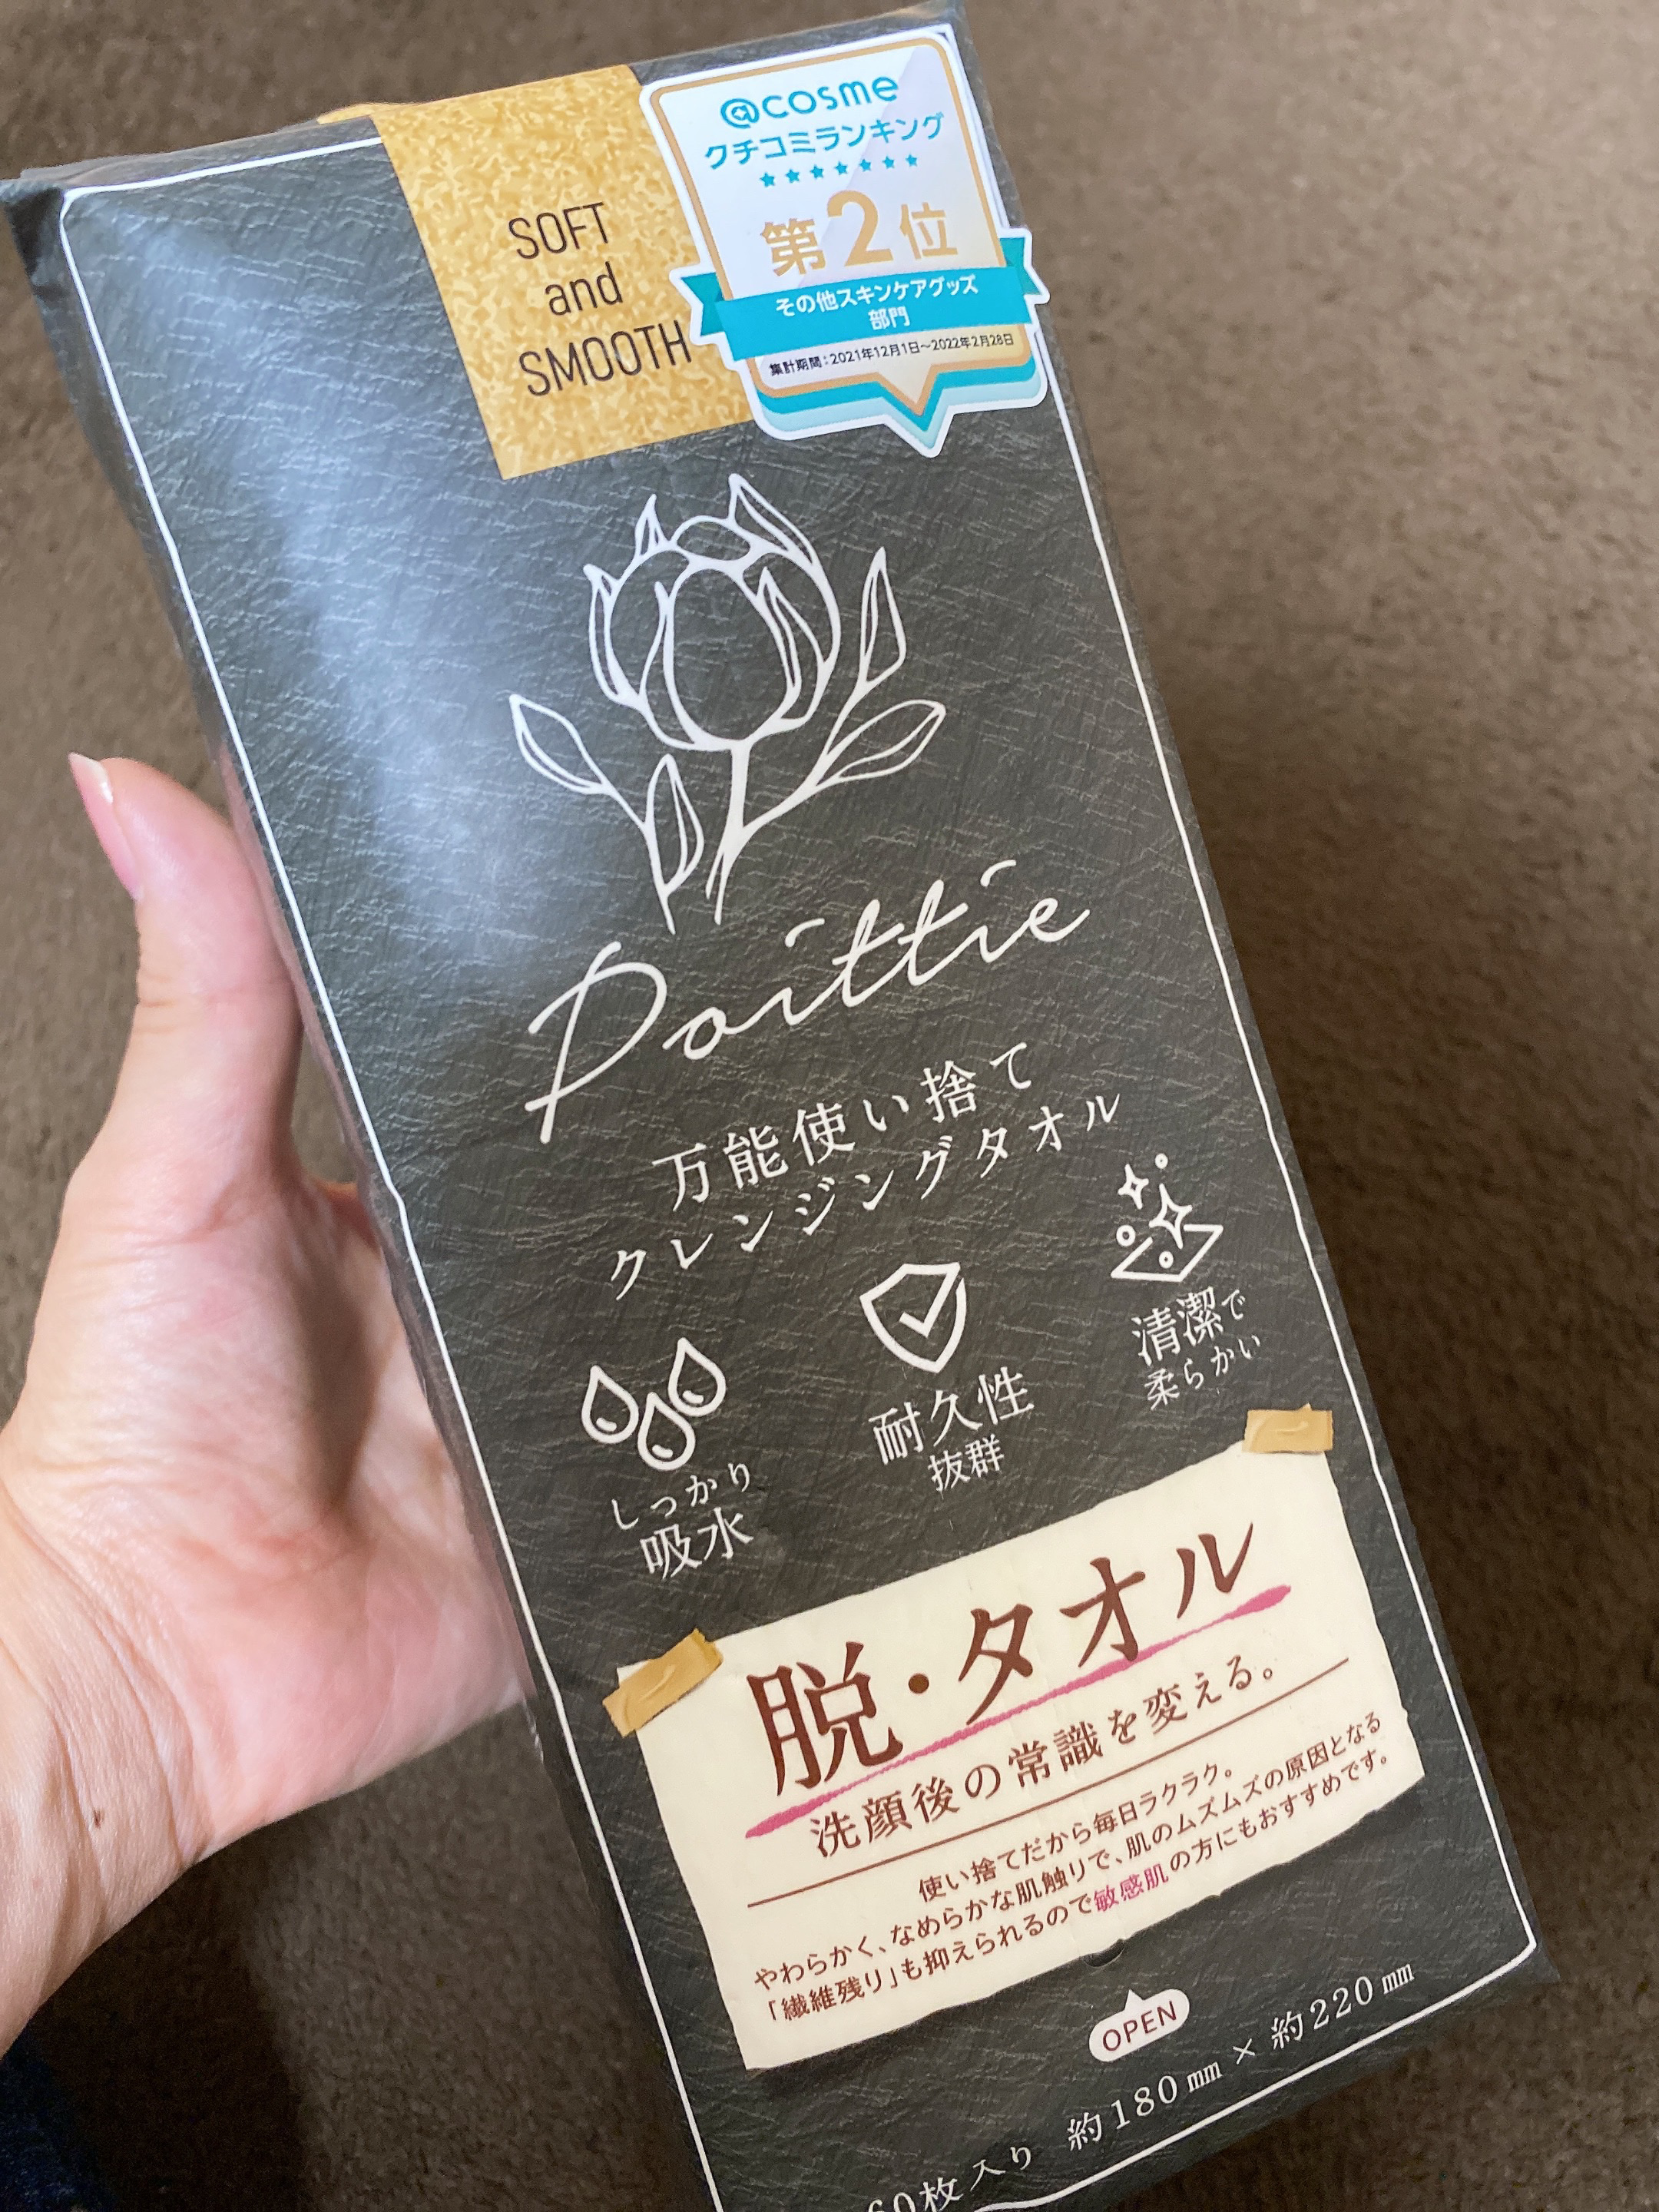 @cosme
クチコミランキング
第2位
その他スキンケアグッズ
部門
集計期間：2021年12月1日～2022年2月28日
SOFT
and
SMOOTH
Poittie
万能使い捨て
クレンジングタオル
しっかり
吸水
耐久性
抜群
清潔で
柔らかい
脱・タオル
洗顔後の常識を変える。
使い捨てだから毎日ラクラク。
やわらかく、なめらかな肌触りで、肌のムズムズの原因となる
「繊維残り」も抑えられるので敏感肌の方にもおすすめです。
OPEN
60枚入り 約180㎜×約220㎜